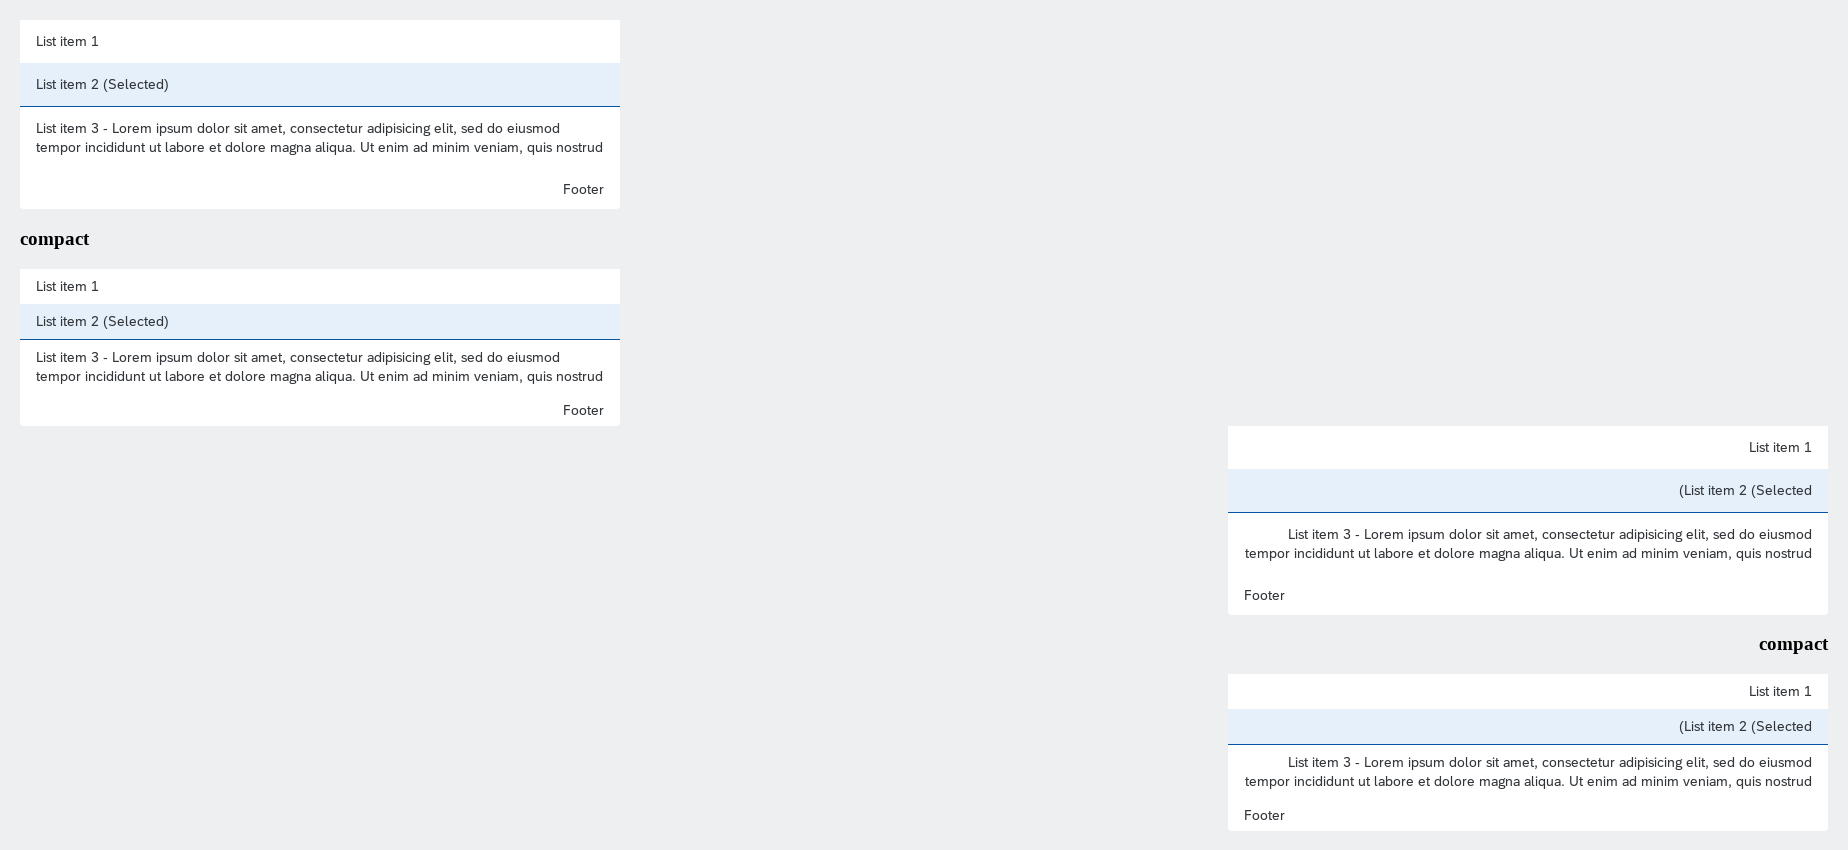 List item 1
List item 2 (Selected)
List item 3 - Lorem ipsum dolor sit amet, consectetur adipisicing elit, sed do eiusmod
tempor incididunt ut labore et dolore magna aliqua. Ut enim ad minim veniam, quis nostrud
Footer
compact
List item 1
List item 2 (Selected)
List item 3 - Lorem ipsum dolor sit amet, consectetur adipisicing elit, sed do eiusmod
tempor incididunt ut labore et dolore magna aliqua. Ut enim ad minim veniam, quis nostrud
Footer
List item 1
(List item 2 (Selected
List item 3 - Lorem ipsum dolor sit amet, consectetur adipisicing elit, sed do eiusmod
tempor incididunt ut labore et dolore magna aliqua. Ut enim ad minim veniam, quis nostrud
Footer
compact
List item 1
(List item 2 (Selected
List item 3 - Lorem ipsum dolor sit amet, consectetur adipisicing elit, sed do eiusmod
tempor incididunt ut labore et dolore magna aliqua. Ut enim ad minim veniam, quis nostrud
Footer